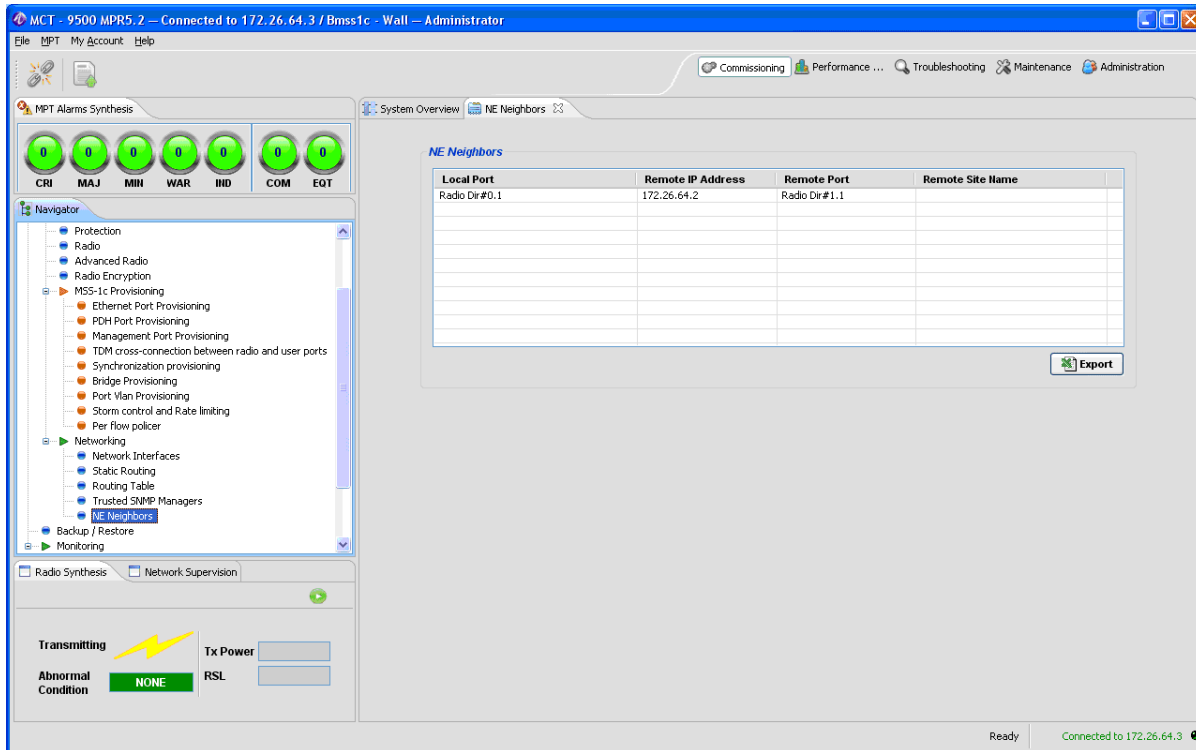 MCT - 9500 MPR5.2 — Connected to 172.26.64.3 / Bmss1c - Wall — Administrator
File MPT My Account Help
Commissioning Performance ... Troubleshooting Maintenance Administration
MPT Alarms Synthesis
0 0 0 0 0 0 0
CRI MAJ MIN WAR IND COM EQT
Navigator
Protection
Radio
Advanced Radio
Radio Encryption
MSS-1c Provisioning
Ethernet Port Provisioning
PDH Port Provisioning
Management Port Provisioning
TDM cross-connection between radio and user ports
Synchronization provisioning
Bridge Provisioning
Port Vlan Provisioning
Storm control and Rate limiting
Per flow policer
Networking
Network Interfaces
Static Routing
Routing Table
Trusted SNMP Managers
NE Neighbors
Backup / Restore
Monitoring
Radio Synthesis Network Supervision
Transmitting
Tx Power
Abnormal Condition
NONE
RSL
System Overview NE Neighbors
NE Neighbors
Local Port Remote IP Address Remote Port Remote Site Name
Radio Dir#0.1 172.26.64.2 Radio Dir#1.1
Export
Ready Connected to 172.26.64.3